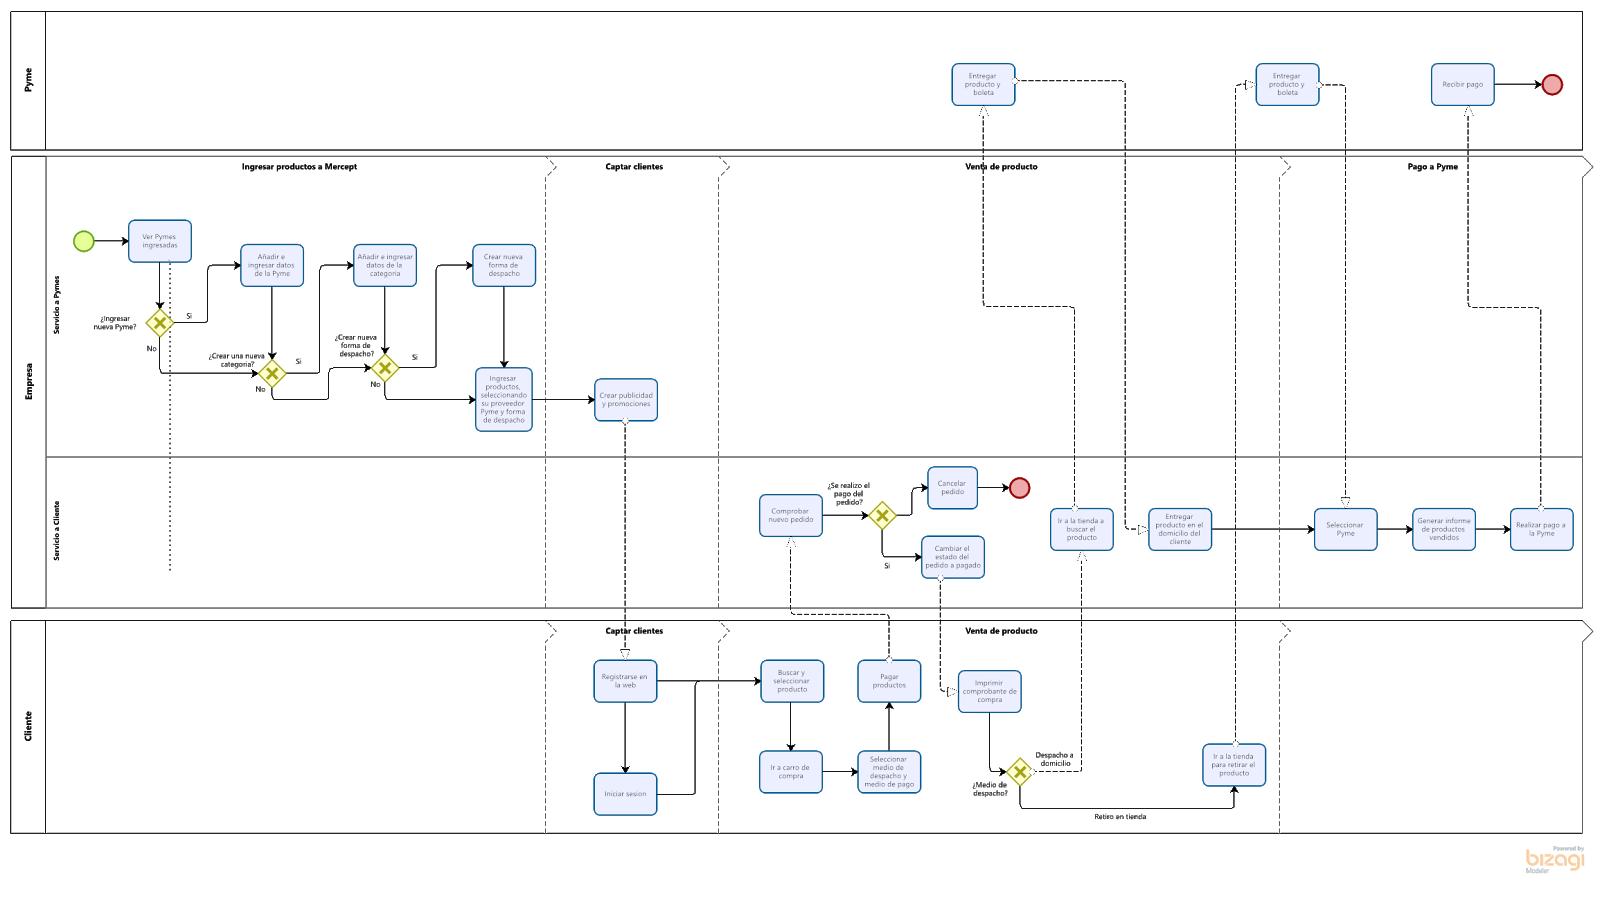 Pyme
Entregar
producto y
boleta
Entregar
producto y
boleta
Recibir pago
Empresa
Ingresar productos a Mercept
Captar clientes
Venta de producto
Pago a Pyme
Servicio a Pymes
Ver Pymes
ingresadas
Añadir e
ingresar datos
de la Pyme
Añadir e ingresar
datos de la
categoria
Crear nueva
forma de
despacho
¿Ingresar
nueva Pyme?
Si
No
¿Crear una nueva
categoria?
Si
No
¿Crear nueva
forma de
despacho?
Si
No
Ingresar
productos,
seleccionando
su proveedor
Pyme y forma
de despacho
Crear publicidad
y promociones
Servicio a Cliente
Comprobar
nuevo pedido
¿Se realizo el
pago del
pedido?
Cancelar
pedido
Si
Cambiar el
estado del
pedido a pagado
Ir a la tienda a
buscar el
producto
Entregar
producto en el
domicilio del
cliente
Seleccionar
Pyme
Generar informe
de productos
vendidos
Realizar pago a
la Pyme
Cliente
Captar clientes
Venta de producto
Registrarse en
la web
Iniciar sesion
Buscar y
seleccionar
producto
Ir a carro de
compra
Seleccionar
medio de
despacho y
medio de pago
Pagar
productos
Imprimir
comprobante de
compra
¿Medio de
despacho?
Despacho a
domicilio
Retiro en tienda
Ir a la tienda
para retirar el
producto
Powered by
bizagi
Modeler